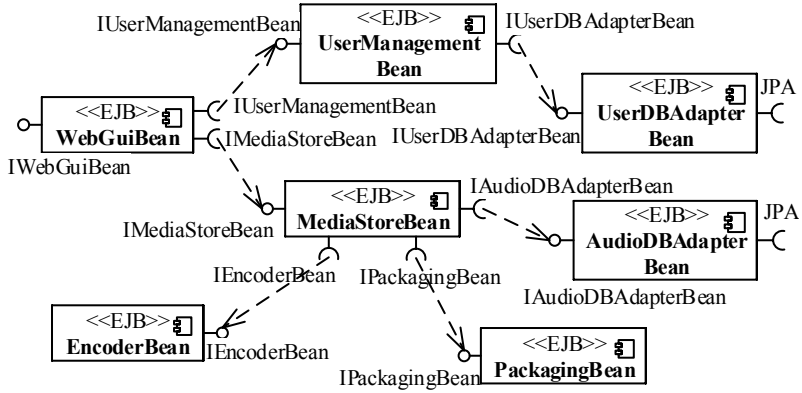 <<EJB>>
IUserManagementBean
IUserDBAdapterBean
UserManagement
Bean
<<EJB>>
JPA
UserDBAdapter
Bean
<<EJB>>
IUserManagementBean
WebGuiBean
IMediaStoreBean
IUserDBAdapterBean
IWebGuiBean
<<EJB>>
IAudioDBAdapterBean
MediaStoreBean
IMediaStoreBean
<<EJB>>
JPA
AudioDBAdapter
Bean
IEncoderBean
IPackagingBean
IAudioDBAdapterBean
<<EJB>>
EncoderBean
IEncoderBean
<<EJB>>
PackagingBean
IPackagingBean